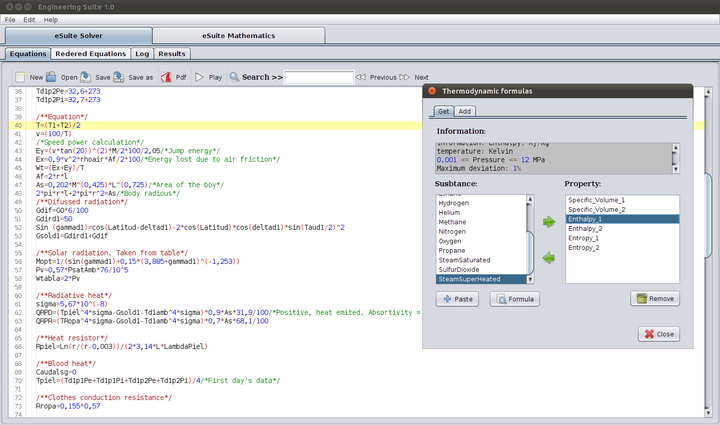 Engineering Suite 1.0
File Edit Help
eSuite Solver eSuite Mathematics
Equations Redered Equations Log Results
New Open Save Save as Pdf Play Search >> Previous Next
36 Td1p2Pe=32,6+273
37 Td1p2Pi=32,7+273
38
39 /**Equation*/
40 T=(T1+T2)/2
41 v=(100/T)
42 /*Speed power calculation*/
43 Ey=(v*tan(20))^(2)*M/2*100/2,05/*Jump energy*/
44 Ex=0,9*v^2*rhoair*Af/2*100/*Energy lost due to air friction*/
45 Wt=(Ex+Ey)/T
46 Af=2*r*l
47 As=0,202*M^(0,425)*L^(0,725)/*Area of the boy*/
48 2*pi*r*l+2*pi*r^2=As/*Body radious*/
49 /**Difussed radiation*/
50 Gdif=G0*6/100
51 Gdird1=50
52 Sin (gammad1)=cos(Latitud-deltad1)-2*cos(Latitud)*cos(deltad1)*sin(Taud1/2)^2
53 Gsold1=Gdird1+Gdif
54
55 /**Solar radiation. Taken from table*/
56 Mopt=1/(sin(gammad1)+0,15*(3,885+gammad1)^(-1,253))
57 Pv=0,57*PsatAmb*76/10^5
58 Wtabla=2*Pv
59
60 /**Radiative heat*/
61 sigma=5,67*10^(-8)
62 QRPD=(Tpiel^4*sigma-Gsold1-Td1amb^4*sigma)*0,9*As*31,9/100/*Positive, heat emited. Absortivity =
63 QRPR=(TRopa^4*sigma-Gsold1-Td1amb^4*sigma)*0,7*As*68,1/100
64
65 /**Heat resistor*/
66 Rpiel=Ln(r/(r-0,003))/(2*3,14*L*LambdaPiel)
67
68 /**Blood heat*/
69 Caudalsg=0
70 Tpiel=(Td1p1Pe+Td1p1Pi+Td1p2Pe+Td1p2Pi)/4/*First day's data*/
71
72 /**Clothes conduction resistance*/
73 Rropa=0,155*0,57
74
Thermodynamic formulas
Get Add
Information:
Information: Enthalpy: Kj/Kg
temperature: Kelvin
0.001 <= Pressure <= 12 MPa
Maximum deviation: 1%
Susbtance: Property:
Ethane
Hydrogen
Helium
Methane
Nitrogen
Oxygen
Propane
SteamSaturated
SulfurDioxide
SteamSuperHeated
Specific_Volume_1
Specific_Volume_2
Enthalpy_1
Enthalpy_2
Entropy_1
Entropy_2
Paste Formula Remove
Close